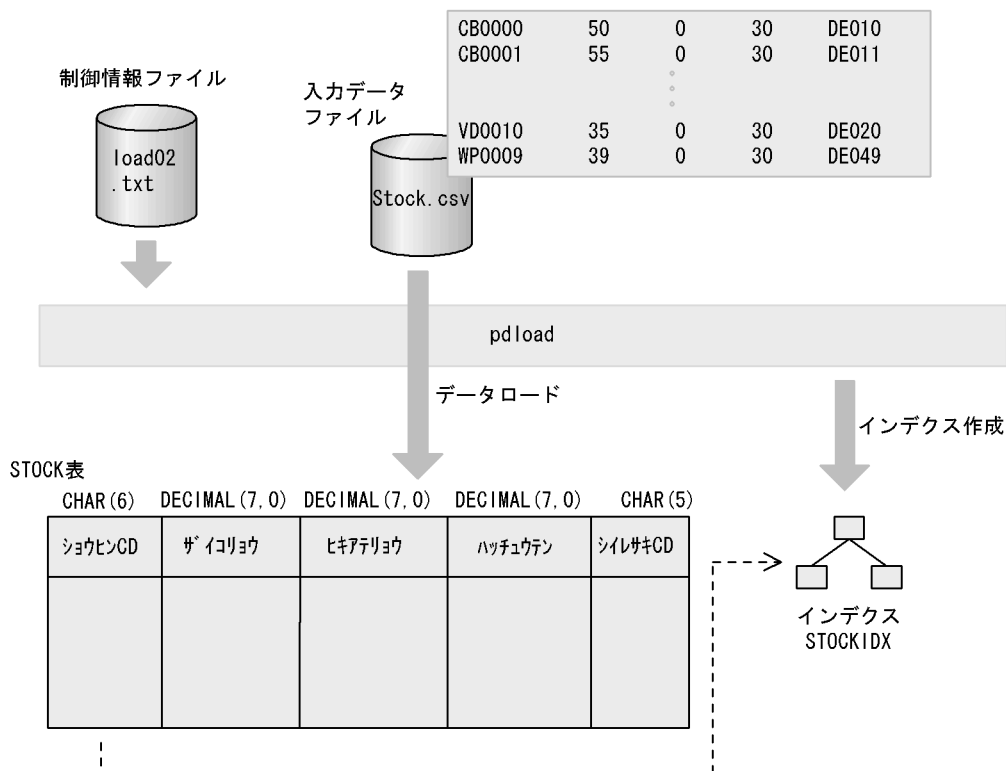 CB0000 50 0 30 DE010
CB0001 55 0 30 DE011
VD0010 35 0 30 DE020
WP0009 39 0 30 DE049
制御情報ファイル
load02
.txt
入力データ
ファイル
Stock.csv
pdload
データロード
インデクス作成
STOCK表
CHAR(6) DECIMAL(7,0) DECIMAL(7,0) DECIMAL(7,0) CHAR(5)
ショウヒンCD ザイコリョウ ヒキアテリョウ ハッチュウテン シイレサキCD
インデクス
STOCKIDX